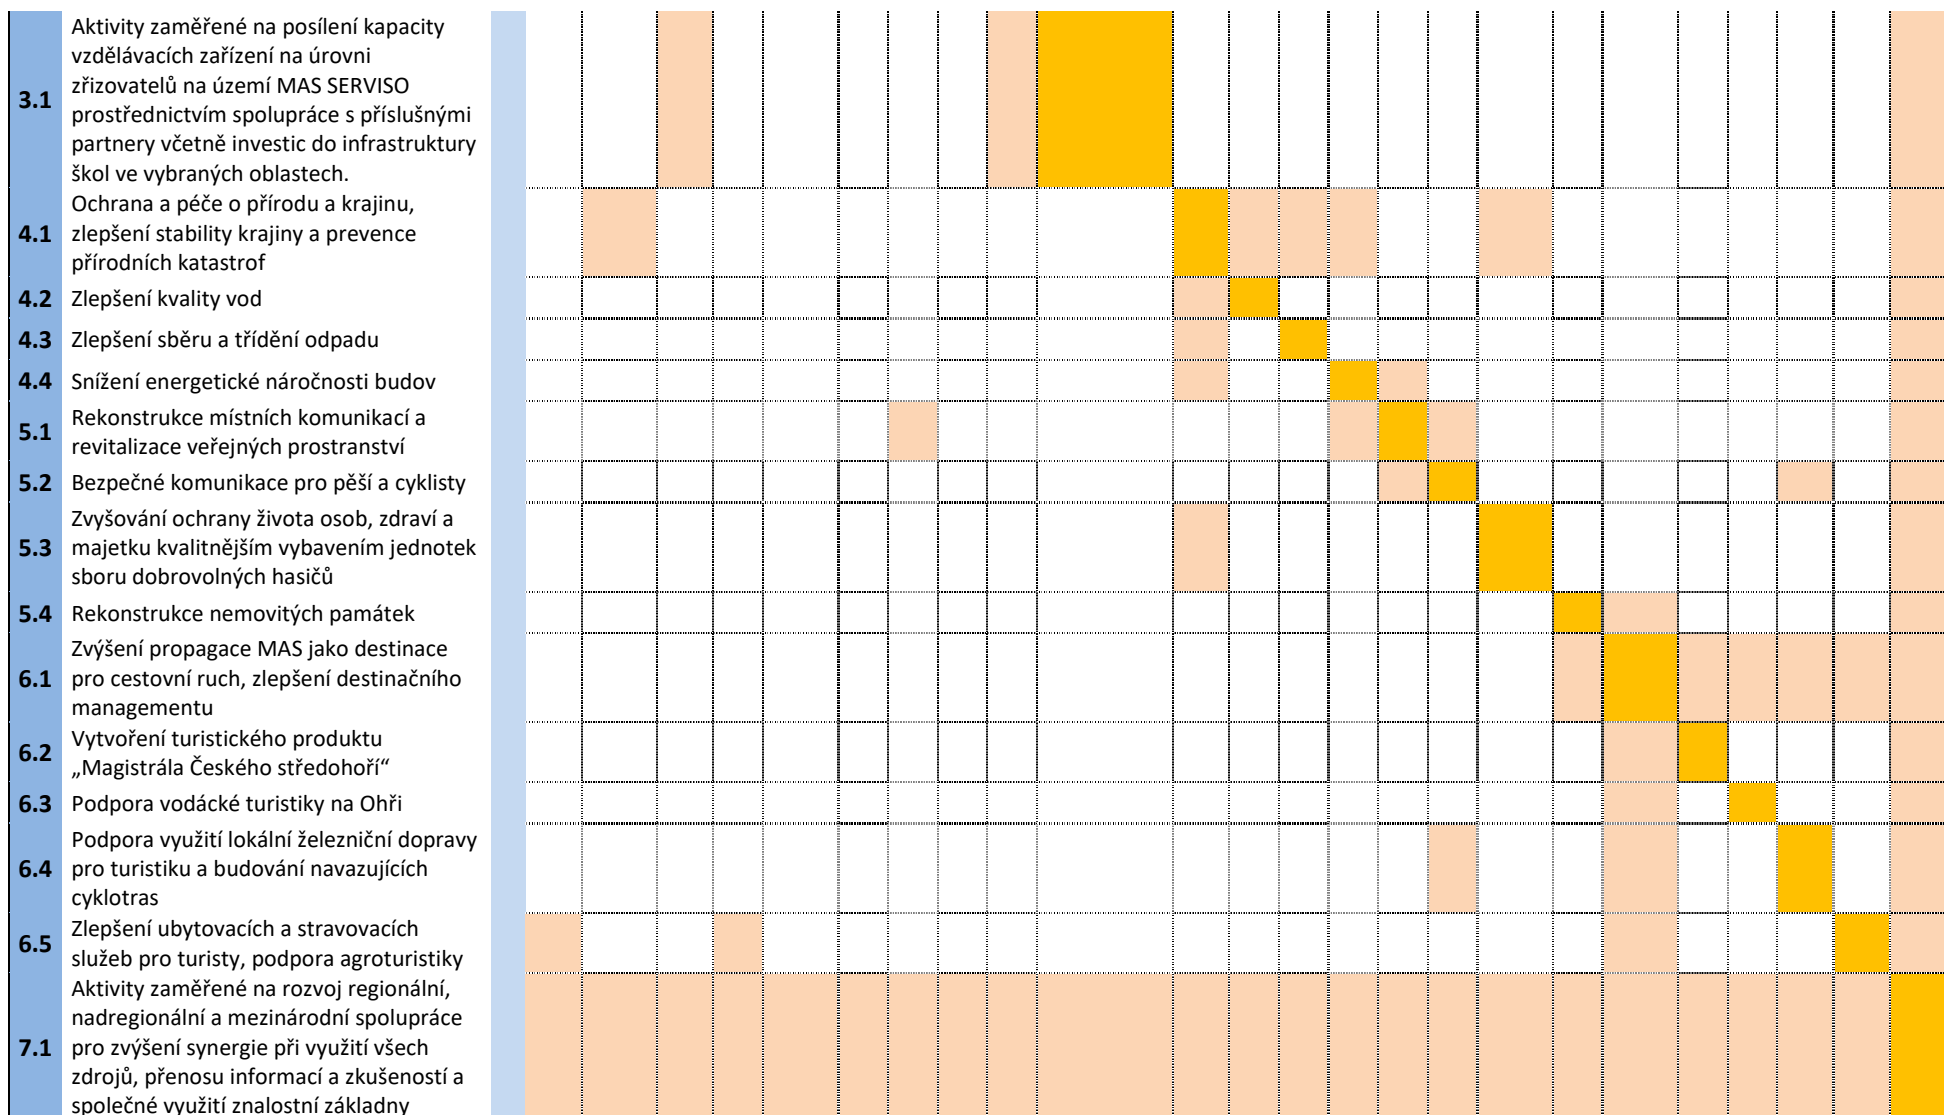 Aktivity zaměřené na posílení kapacity
vzdělávacích zařízení na úrovni
3.1 zřizovatelů na území MAS SERVISO
prostřednictvím spolupráce s příslušnými
partnery včetně investic do infrastruktury
škol ve vybraných oblastech.
Ochrana a péče o přírodu a krajinu,
4.1 zlepšení stability krajiny a prevence
přírodních katastrof
4.2 Zlepšení kvality vod
4.3 Zlepšení sběru a třídění odpadu
4.4 Snížení energetické náročnosti budov
5.1 Rekonstrukce místních komunikací a
revitalizace veřejných prostranství
5.2 Bezpečné komunikace pro pěší a cyklisty
Zvyšování ochrany života osob, zdraví a
5.3 majetku kvalitnějším vybavením jednotek
sboru dobrovolných hasičů
5.4 Rekonstrukce nemovitých památek
Zvýšení propagace MAS jako destinace
6.1 pro cestovní ruch, zlepšení destinačního
managementu
6.2 Vytvoření turistického produktu
„Magistrála Českého středohoří“
6.3 Podpora vodácké turistiky na Ohři
Podpora využití lokální železniční dopravy
6.4 pro turistiku a budování navazujících
cyklotras
6.5 Zlepšení ubytovacích a stravovacích
služeb pro turisty, podpora agroturistiky
Aktivity zaměřené na rozvoj regionální,
nadregionální a mezinárodní spolupráce
7.1 pro zvýšení synergie při využití všech
zdrojů, přenosu informací a zkušeností a
společné využití znalostní základny